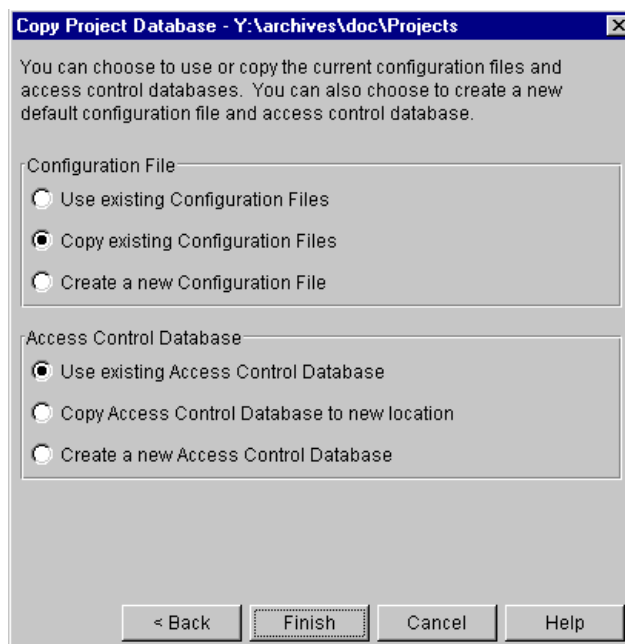 Copy Project Database - Y:\archives\doc\Projects
You can choose to use or copy the current configuration files and
access control databases. You can also choose to create a new
default configuration file and access control database.
Configuration File
Use existing Configuration Files
Copy existing Configuration Files
Create a new Configuration File
Access Control Database
Use existing Access Control Database
Copy Access Control Database to new location
Create a new Access Control Database
< Back Finish Cancel Help